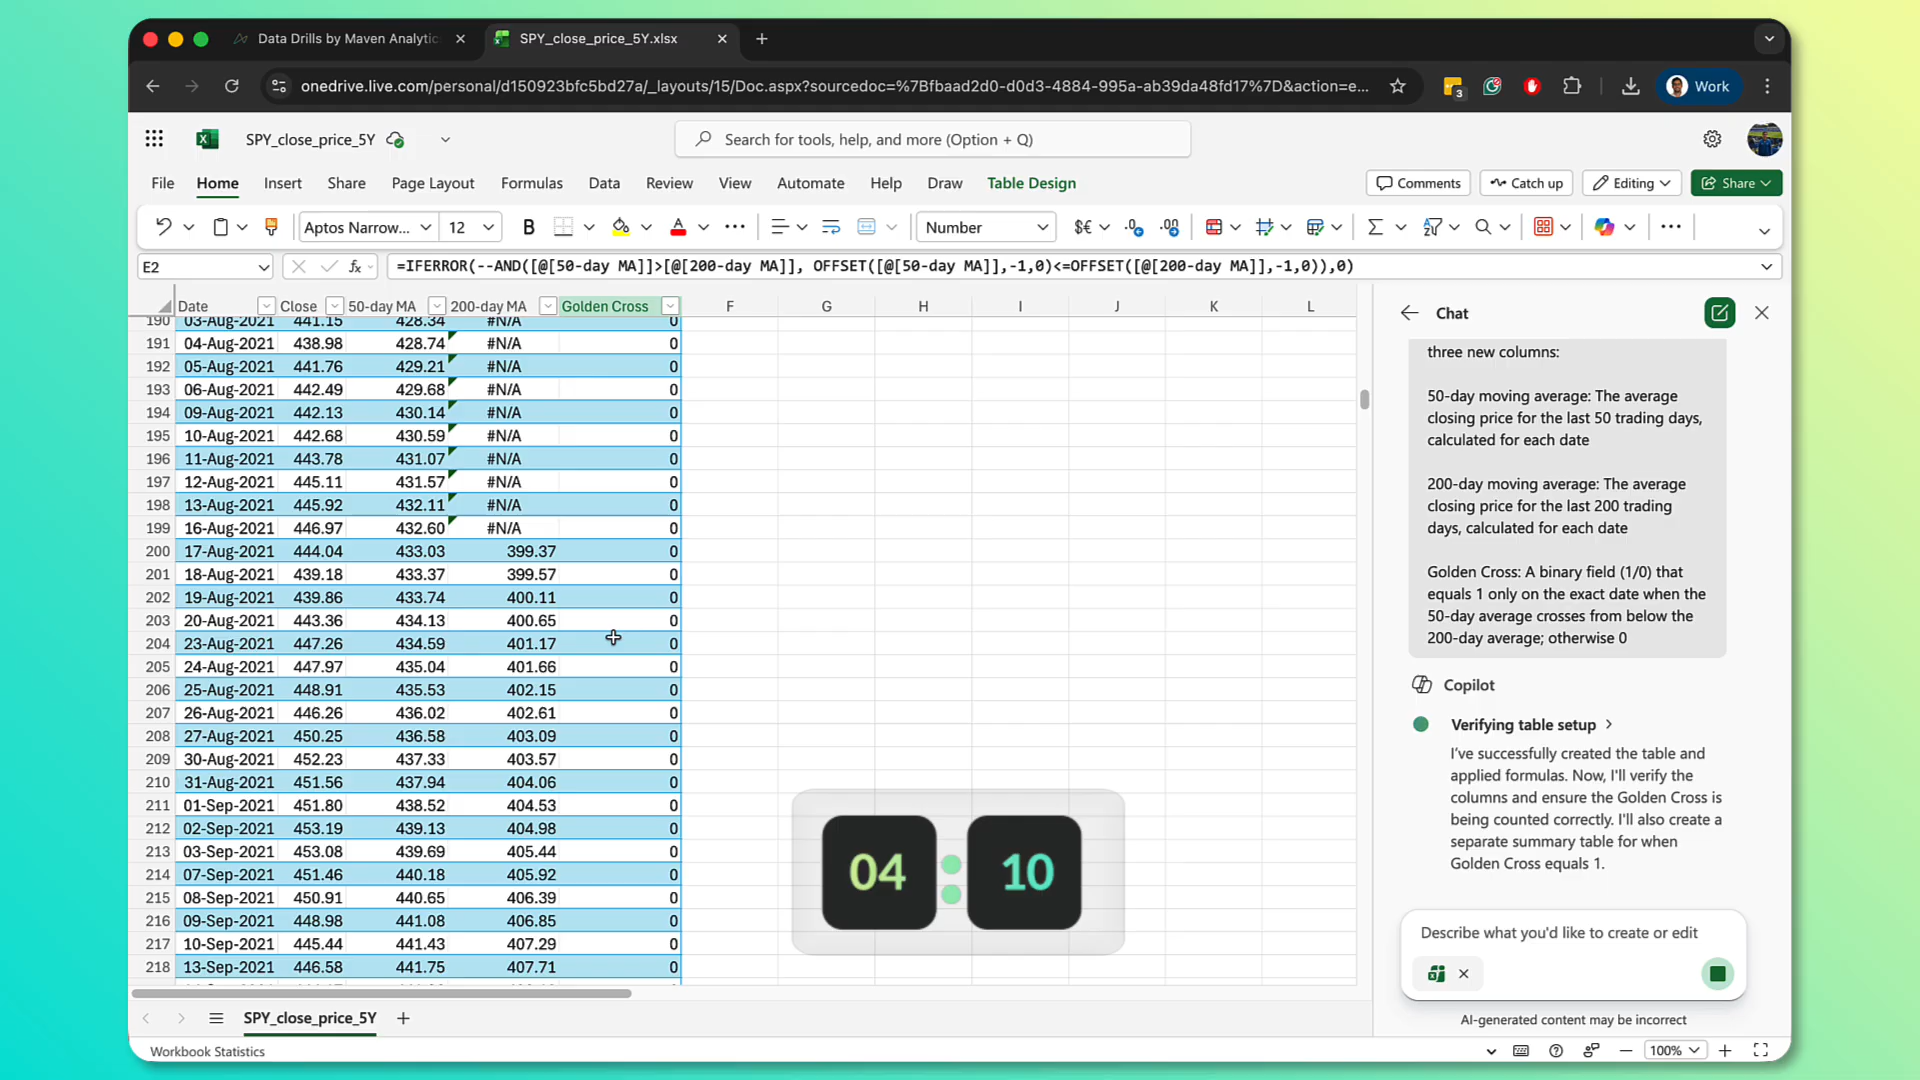 Data Drills by Maven Analytic
SPY_close_price_5Y.xlsx
onedrive.live.com/personal/d150923bfc5bd27a/_layouts/15/Doc.aspx?sourcedoc=%7Bfbaad2d0-d0d3-4884-995a-ab39da48fd17%7D&action=e...
3
Work
SPY_close_price_5Y
Search for tools, help, and more (Option + Q)
File Home Insert Share Page Layout Formulas Data Review View Automate Help Draw Table Design
Comments Catch up Editing Share
Aptos Narrow... 12 B A Number $€
E2 fx =IFERROR(--AND([@[50-day MA]]>[@[200-day MA]], OFFSET([@[50-day MA]],-1,0)<=OFFSET([@[200-day MA]],-1,0)),0)
Date Close 50-day MA 200-day MA Golden Cross F G H I J K L
190 03-Aug-2021 441.15 428.34 #N/A 0
191 04-Aug-2021 438.98 428.74 #N/A 0
192 05-Aug-2021 441.76 429.21 #N/A 0
193 06-Aug-2021 442.49 429.68 #N/A 0
194 09-Aug-2021 442.13 430.14 #N/A 0
195 10-Aug-2021 442.68 430.59 #N/A 0
196 11-Aug-2021 443.78 431.07 #N/A 0
197 12-Aug-2021 445.11 431.57 #N/A 0
198 13-Aug-2021 445.92 432.11 #N/A 0
199 16-Aug-2021 446.97 432.60 #N/A 0
200 17-Aug-2021 444.04 433.03 399.37 0
201 18-Aug-2021 439.18 433.37 399.57 0
202 19-Aug-2021 439.86 433.74 400.11 0
203 20-Aug-2021 443.36 434.13 400.65 0
204 23-Aug-2021 447.26 434.59 401.17 0
205 24-Aug-2021 447.97 435.04 401.66 0
206 25-Aug-2021 448.91 435.53 402.15 0
207 26-Aug-2021 446.26 436.02 402.61 0
208 27-Aug-2021 450.25 436.58 403.09 0
209 30-Aug-2021 452.23 437.33 403.57 0
210 31-Aug-2021 451.56 437.94 404.06 0
211 01-Sep-2021 451.80 438.52 404.53 0
212 02-Sep-2021 453.19 439.13 404.98 0
213 03-Sep-2021 453.08 439.69 405.44 0
214 07-Sep-2021 451.46 440.18 405.92 0
215 08-Sep-2021 450.91 440.65 406.39 0
216 09-Sep-2021 448.98 441.08 406.85 0
217 10-Sep-2021 445.44 441.43 407.29 0
218 13-Sep-2021 446.58 441.75 407.71 0
04 : 10
Chat
three new columns:
50-day moving average: The average
closing price for the last 50 trading days,
calculated for each date
200-day moving average: The average
closing price for the last 200 trading
days, calculated for each date
Golden Cross: A binary field (1/0) that
equals 1 only on the exact date when the
50-day average crosses from below the
200-day average; otherwise 0
Copilot
Verifying table setup
I've successfully created the table and
applied formulas. Now, I'll verify the
columns and ensure the Golden Cross is
being counted correctly. I'll also create a
separate summary table for when
Golden Cross equals 1.
Describe what you'd like to create or edit
AI-generated content may be incorrect
SPY_close_price_5Y
Workbook Statistics
100%